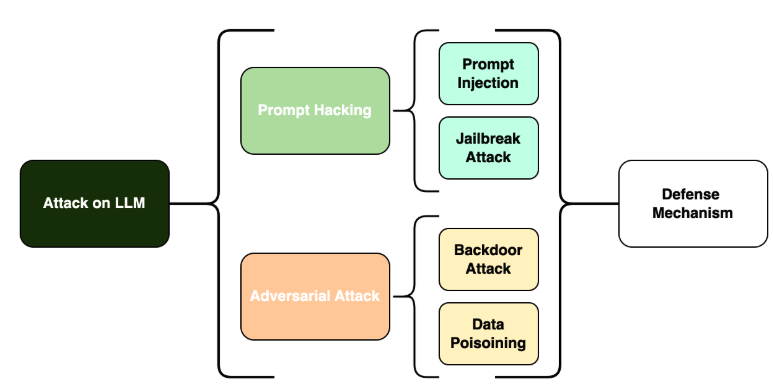 Attack on LLM
Prompt Hacking
Prompt
Injection
Jailbreak
Attack
Adversarial Attack
Backdoor
Attack
Data
Poisoining
Defense
Mechanism